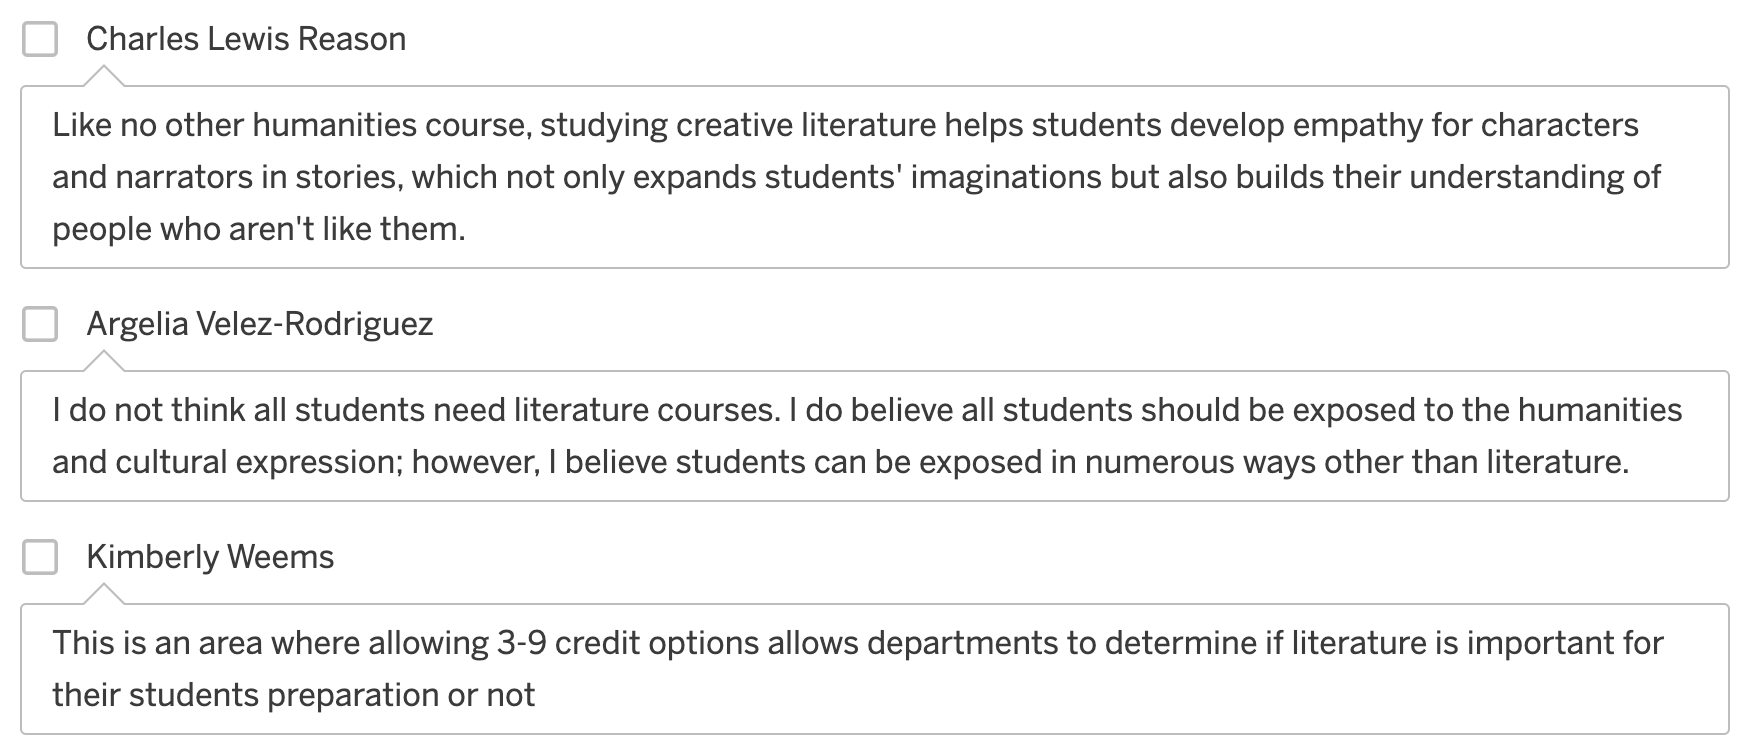 Charles Lewis Reason
Like no other humanities course, studying creative literature helps students develop empathy for characters
and narrators in stories, which not only expands students' imaginations but also builds their understanding of
people who aren't like them.
Argelia Velez-Rodriguez
I do not think all students need literature courses. I do believe all students should be exposed to the humanities
and cultural expression; however, I believe students can be exposed in numerous ways other than literature.
Kimberly Weems
This is an area where allowing 3-9 credit options allows departments to determine if literature is important for
their students preparation or not